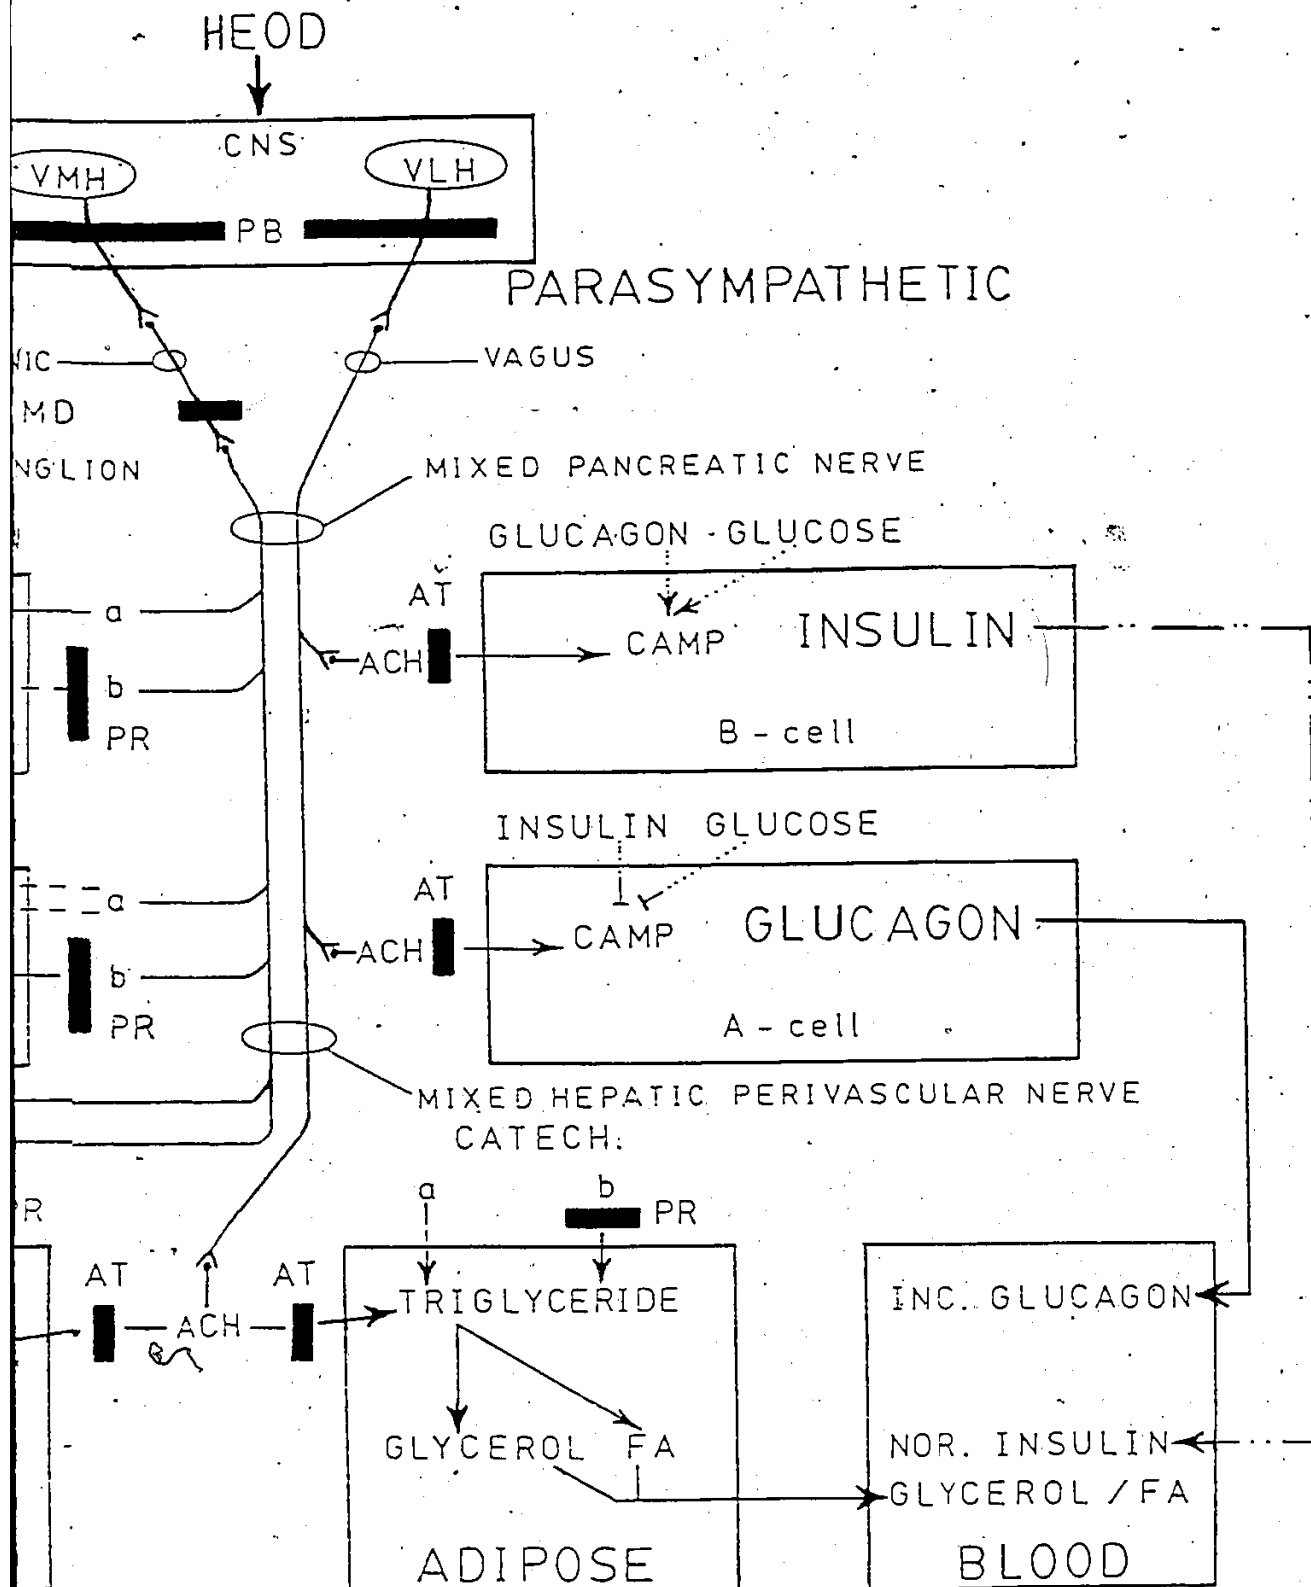 HEOD
CNS
VMH
VLH
PB
PARASYMPATHETIC
VAGUS
MD
MIXED PANCREATIC NERVE
GLUCAGON - GLUCOSE
a
AT
INSULIN
CAMP
ACH
b
PR
B - cell
INSULIN GLUCOSE
AT
a
GLUCAGON
CAMP
ACH
b
PR
A - cell
MIXED HEPATIC PERIVASCULAR NERVE
CATECH.
a
b
PR
AT
AT
TRIGLYCERIDE
INC. GLUCAGON
ACH
GLYCEROL FA
NOR. INSULIN
GLYCEROL / FA
ADIPOSE
BLOOD